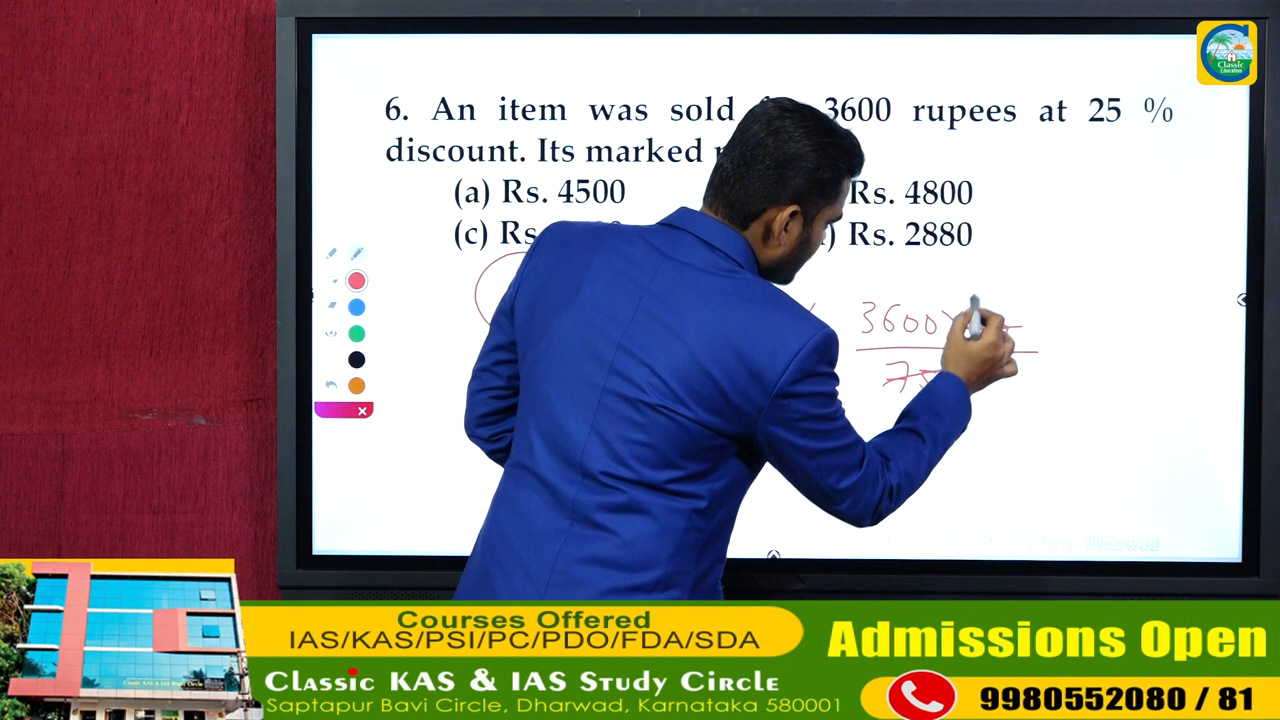 6. An item was sold 3600 rupees at 25 %
discount. Its marked
(a) Rs. 4500
Rs. 4800
(c) Rs.
Rs. 2880
3600
75
Classic
Education
Courses Offered
IAS/KAS/PSI/PC/PDO/FDA/SDA
Admissions Open
Classic KAS & IAS Study Circle
Saptapur Bavi Circle, Dharwad, Karnataka 580001
9980552080 / 81